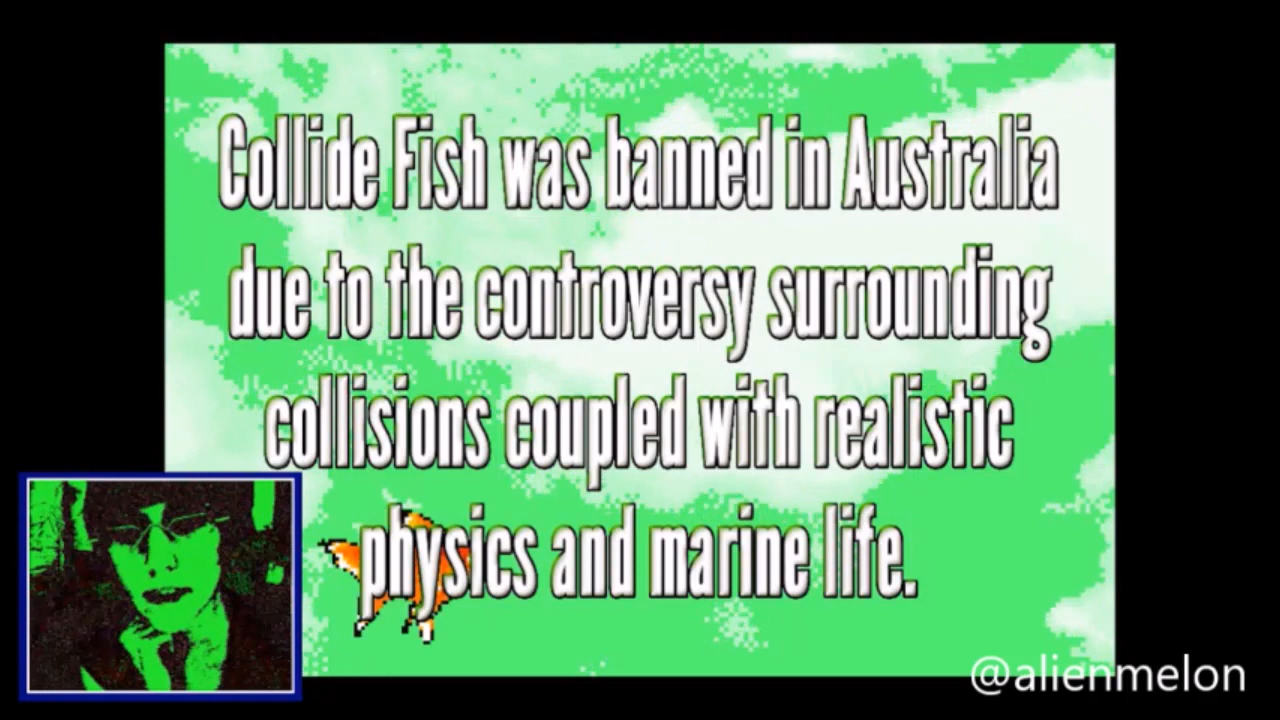 Collide Fish was banned in Australia
due to the controversy surrounding
collisions coupled with realistic
physics and marine life.
@alienmelon